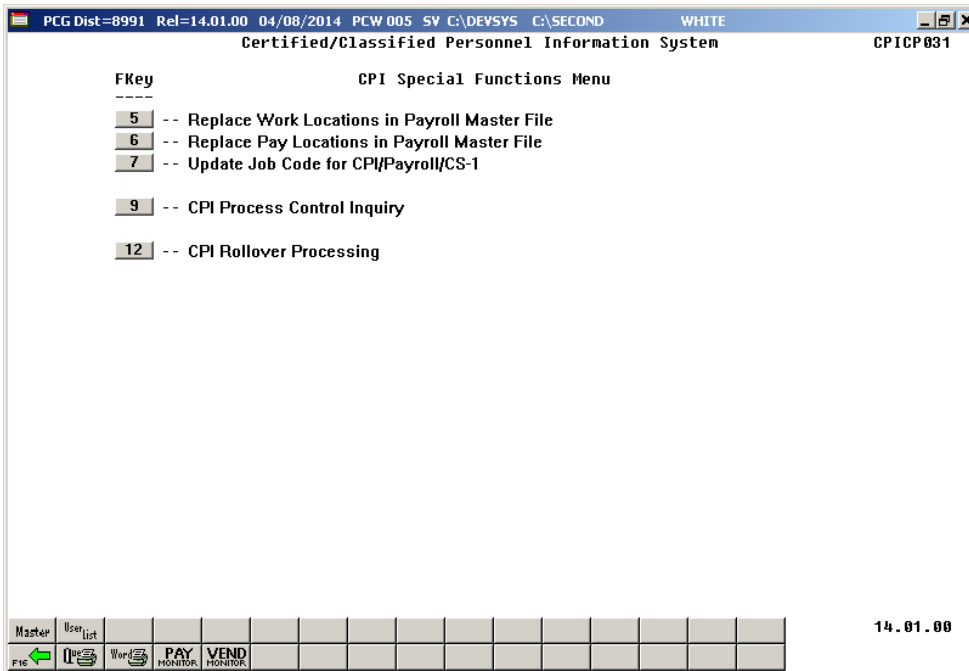 PCG Dist=8991 Rel=14.01.00 04/08/2014 PCW 005 SV C:\DEVSYS C:\SECOND WHITE
Certified/Classified Personnel Information System CPICP031
FKey CPI Special Functions Menu
----
5 -- Replace Work Locations in Payroll Master File
6 -- Replace Pay Locations in Payroll Master File
7 -- Update Job Code for CPI/Payroll/CS-1
9 -- CPI Process Control Inquiry
12 -- CPI Rollover Processing
Master User List 14.01.00
F16 Que Word PAY MONITOR VEND MONITOR